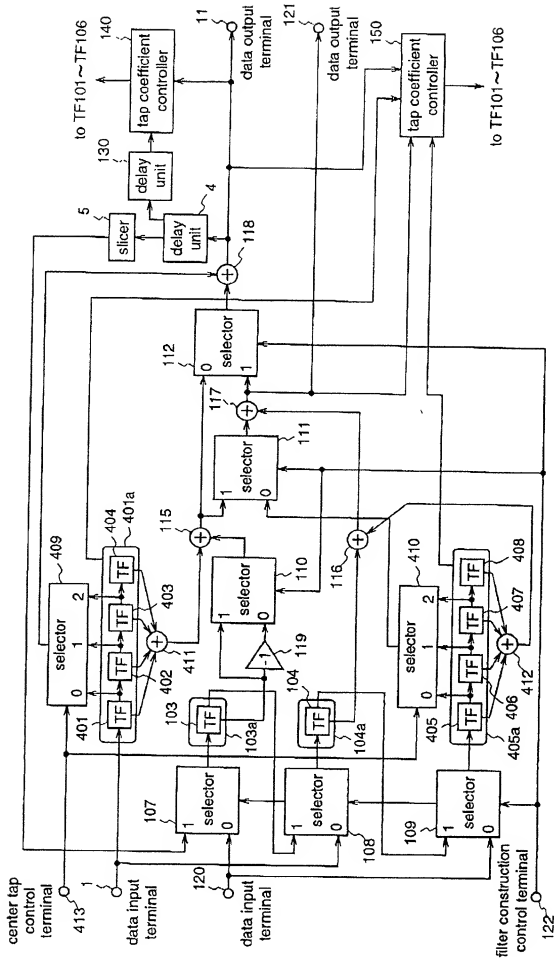 to TF101~TF106
140
tap coefficient
controller
130
delay
unit
5
slicer
4
delay
unit
11
data output
terminal
121
data output
terminal
150
tap coefficient
controller
to TF101~TF106
118
112
0
selector
1
117
111
1
selector
0
115
110
1
selector
0
119
-1
116
409
selector
0
1
2
404
401a
401
TF
402
TF
403
TF
TF
411
103
TF
103a
104
TF
104a
410
selector
0
1
2
405
TF
406
TF
407
TF
408
TF
405a
412
107
1
selector
0
1
selector
0
108
109
1
selector
0
center tap
control
terminal
413
1
data input
terminal
120
data input
terminal
filter construction
control terminal
122